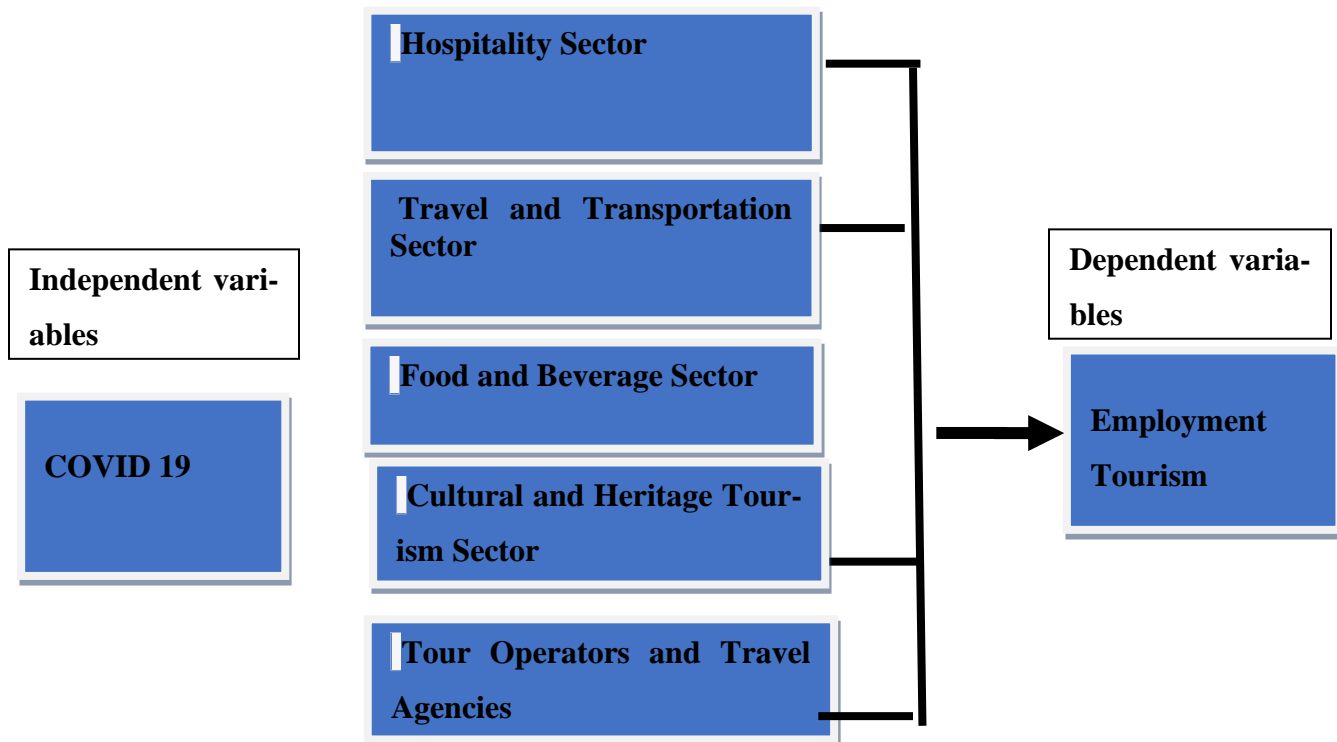 Hospitality Sector
Travel and Transportation
Sector
Independent vari-
ables
Dependent varia-
bles
Food and Beverage Sector
COVID 19
Employment
Tourism
Cultural and Heritage Tour-
ism Sector
Tour Operators and Travel
Agencies